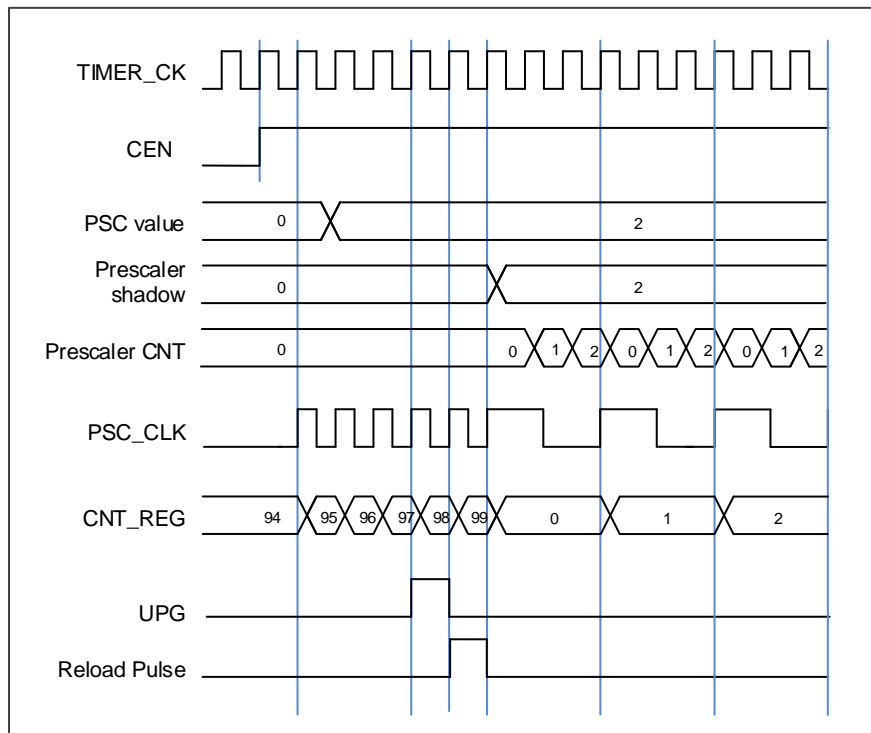 TIMER_CK
CEN
PSC value 0 2
Prescaler
shadow 0 2
Prescaler CNT 0 0 1 2 0 1 2 0 1 2
PSC_CLK
CNT_REG 94 95 96 97 98 99 0 1 2
UPG
Reload Pulse